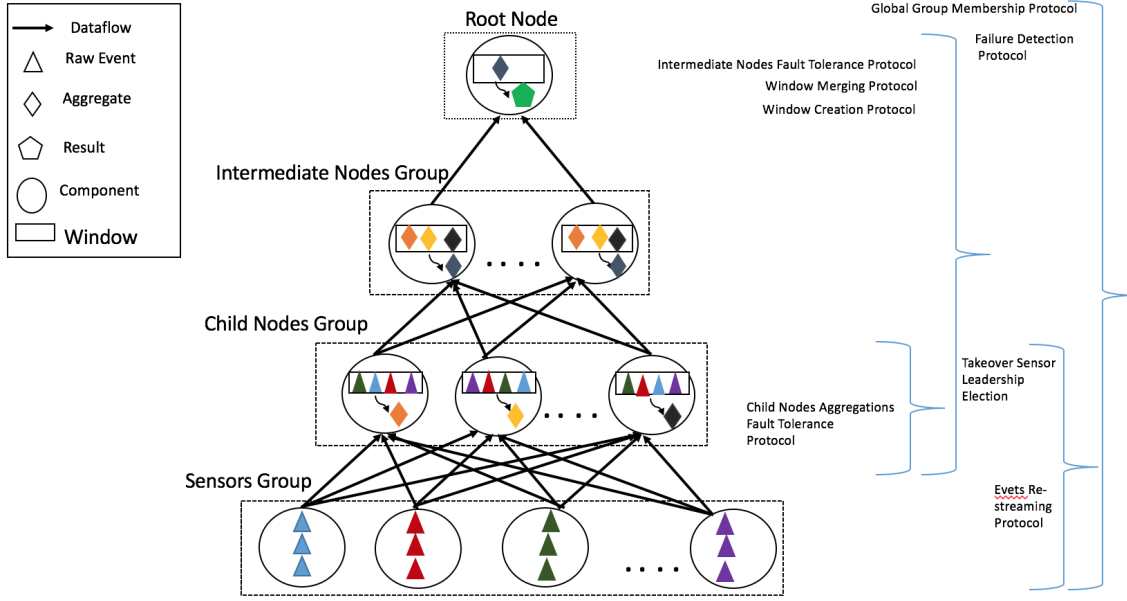 Dataflow
Raw Event
Aggregate
Result
Component
Window
Root Node
Intermediate Nodes Group
Child Nodes Group
Sensors Group
Global Group Membership Protocol
Failure Detection
Protocol
Intermediate Nodes Fault Tolerance Protocol
Window Merging Protocol
Window Creation Protocol
Takeover Sensor
Leadership
Election
Child Nodes Aggregations
Fault Tolerance
Protocol
Evets Re-
streaming
Protocol